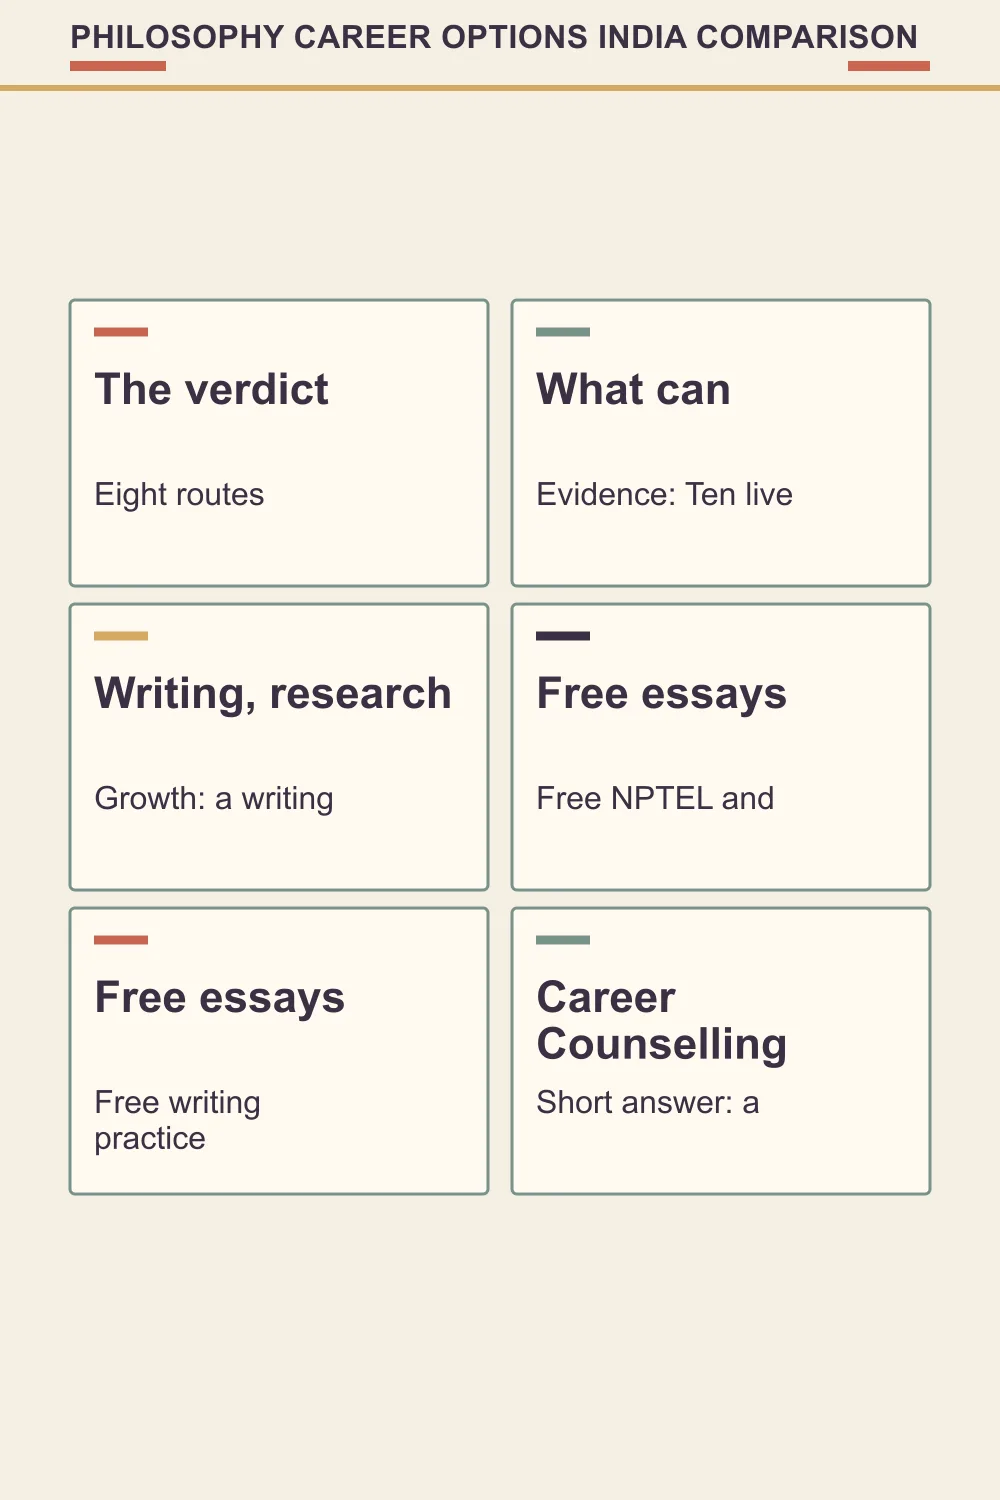 PHILOSOPHY CAREER OPTIONS INDIA COMPARISON
The verdict
Eight routes
What can
Evidence: Ten live
Writing, research
Growth: a writing
Free essays
Free NPTEL and
Free essays
Free writing
practice
Career
Counselling
Short answer: a